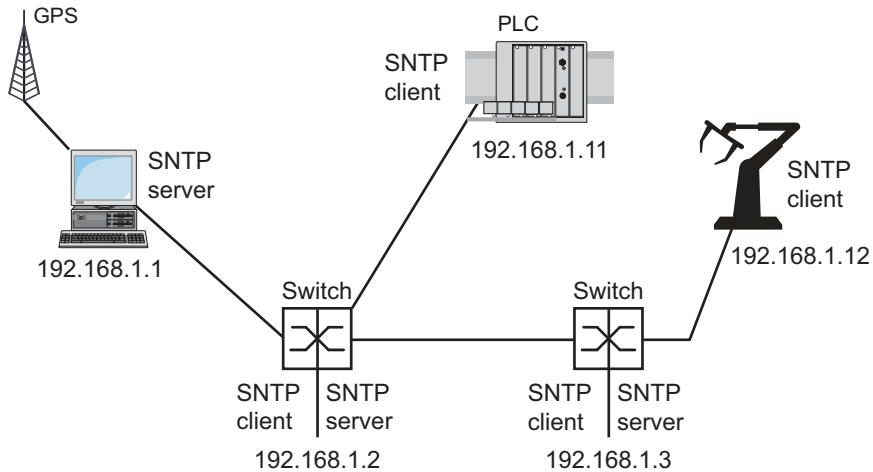 GPS
PLC
SNTP
client
192.168.1.11
SNTP
server
192.168.1.1
SNTP
client
192.168.1.12
Switch
SNTP
client
SNTP
server
192.168.1.2
Switch
SNTP
client
SNTP
server
192.168.1.3